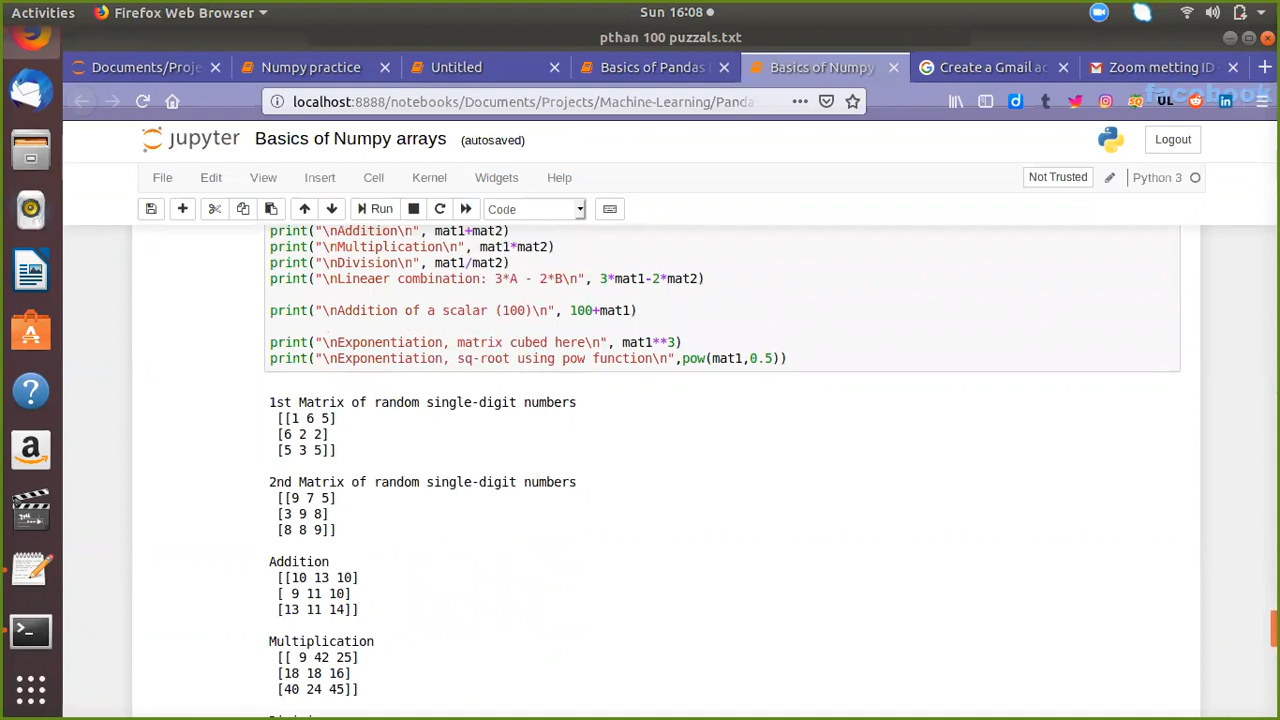 Activities Firefox Web Browser Sun 16:08
pthan 100 puzzals.txt
Documents/Proje Numpy practice Untitled Basics of Pandas Basics of Numpy Create a Gmail ac Zoom metting ID -
localhost:8888/notebooks/Documents/Projects/Machine-Learning/Panda
facobook
jupyter Basics of Numpy arrays (autosaved) Logout
File Edit View Insert Cell Kernel Widgets Help Not Trusted Python 3
Run Code
print("\nAddition\n", mat1+mat2)
print("\nMultiplication\n", mat1*mat2)
print("\nDivision\n", mat1/mat2)
print("\nLineaer combination: 3*A - 2*B\n", 3*mat1-2*mat2)
print("\nAddition of a scalar (100)\n", 100+mat1)
print("\nExponentiation, matrix cubed here\n", mat1**3)
print("\nExponentiation, sq-root using pow function\n",pow(mat1,0.5))
1st Matrix of random single-digit numbers
[[1 6 5]
[6 2 2]
[5 3 5]]
2nd Matrix of random single-digit numbers
[[9 7 5]
[3 9 8]
[8 8 9]]
Addition
[[10 13 10]
[ 9 11 10]
[13 11 14]]
Multiplication
[[ 9 42 25]
[18 18 16]
[40 24 45]]